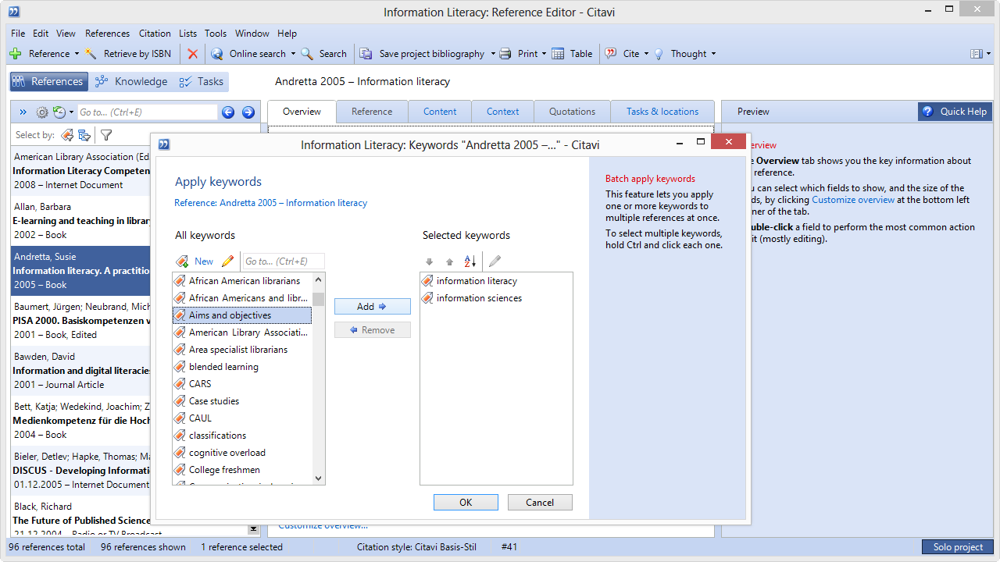 Information Literacy: Reference Editor - Citavi
File Edit View References Citation Lists Tools Window Help
Reference Retrieve by ISBN Online search Search Save project bibliography Print Table Cite Thought
References Knowledge Tasks
Andretta 2005 – Information literacy
Go to... (Ctrl+E)
Overview Reference Content Context Quotations Tasks & locations
Preview Quick Help
Select by:
American Library Association (Ed
Information Literacy Competen
2008 – Internet Document
Allan, Barbara
E-learning and teaching in librar
2002 – Book
Andretta, Susie
Information literacy. A practitio
2005 – Book
Baumert, Jürgen; Neubrand, Mich
PISA 2000. Basiskompetenzen v
2001 – Book, Edited
Bawden, David
Information and digital literacies
2001 – Journal Article
Bett, Katja; Wedekind, Joachim; Z
Medienkompetenz für die Hoch
2004 – Book
Bieler, Detlev; Hapke, Thomas; Ma
DISCUS - Developing Informatio
01.12.2005 – Internet Document
Black, Richard
The Future of Published Science
21.12.2004 – Radio or TV Broadcast
Information Literacy: Keywords "Andretta 2005 –..." - Citavi
Apply keywords
Reference: Andretta 2005 – Information literacy
All keywords
New Go to... (Ctrl+E)
African American librarians
African Americans and libr...
Aims and objectives
American Library Associati...
Area specialist librarians
blended learning
CARS
Case studies
CAUL
classifications
cognitive overload
College freshmen
Add
Remove
Selected keywords
information literacy
information sciences
OK Cancel
Batch apply keywords
This feature lets you apply
one or more keywords to
multiple references at once.
To select multiple keywords,
hold Ctrl and click each one.
erview
e Overview tab shows you the key information about
reference.
u can select which fields to show, and the size of the
ds, by clicking Customize overview at the bottom left
ner of the tab.
uble-click a field to perform the most common action
it (mostly editing).
Customize overview...
96 references total 96 references shown 1 reference selected Citation style: Citavi Basis-Stil #41 Solo project